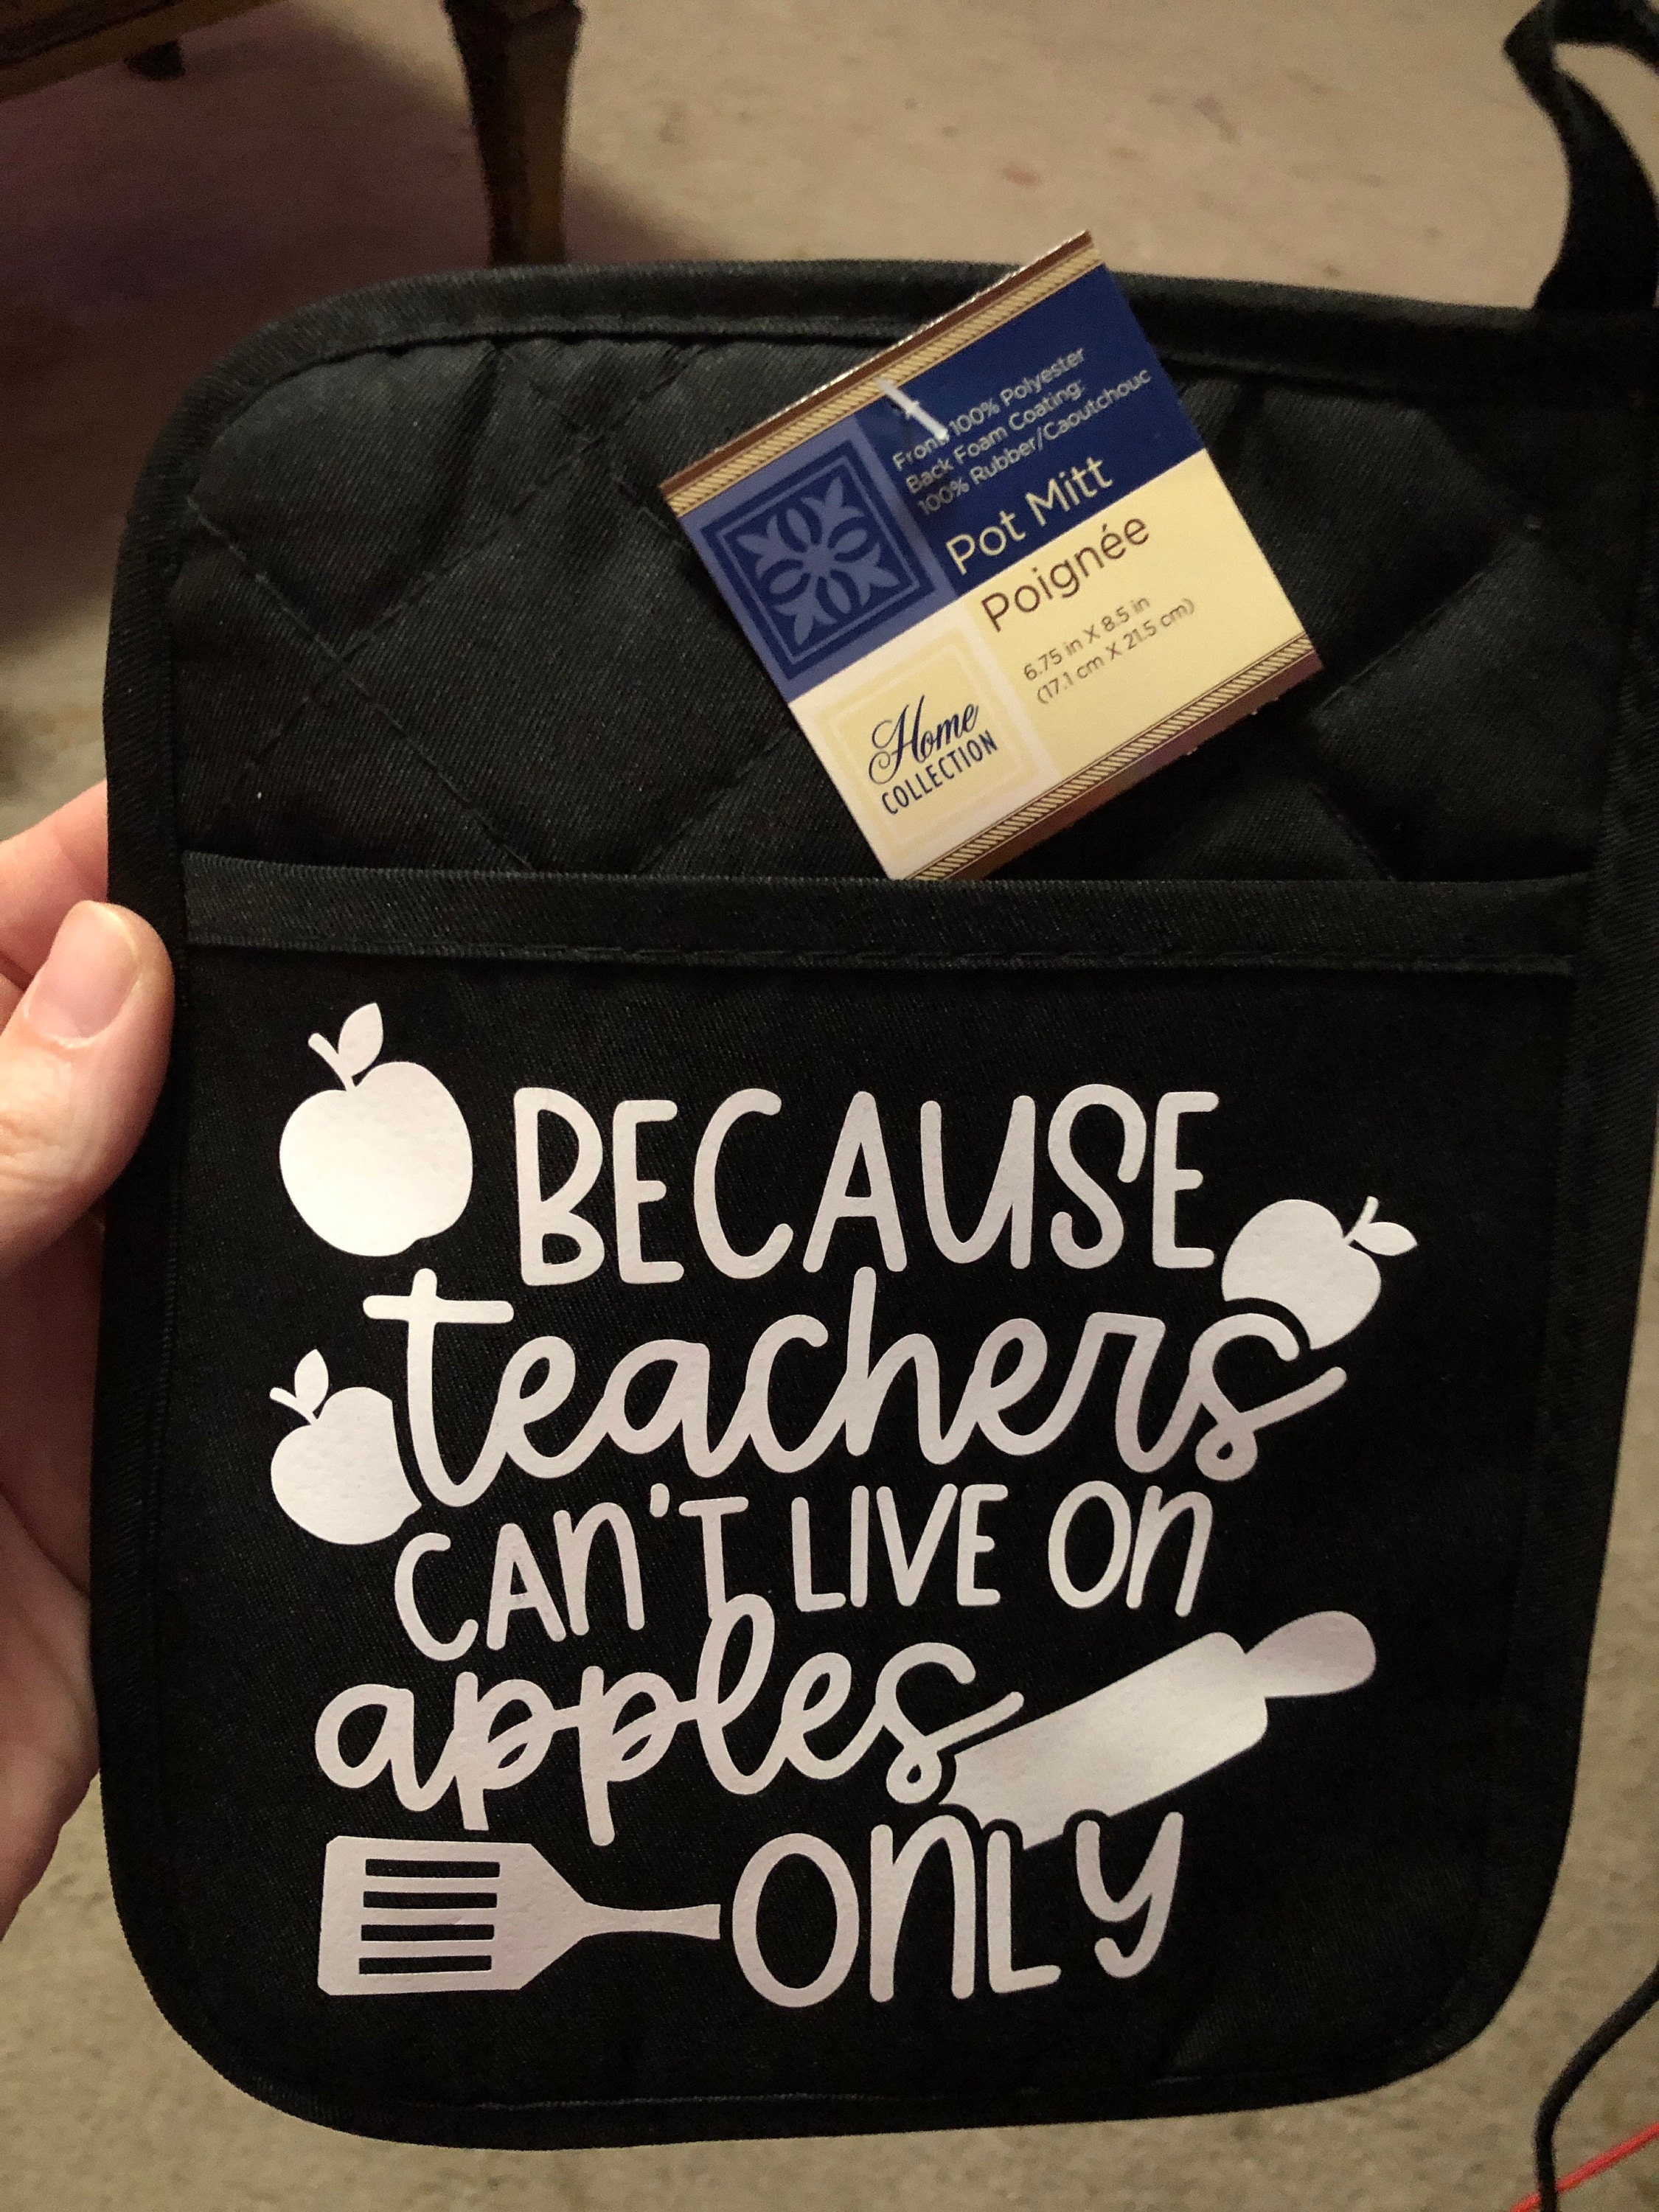 Front 100% Polyester
Back Foam Coating:
100% Rubber/Caoutchouc
Pot Mitt
Poignée
6.75 in X 8.5 in
(17.1 cm X 21.5 cm)
Home
COLLECTION
BECAUSE
teachers
CAN'T LIVE ON
apples
ONLY